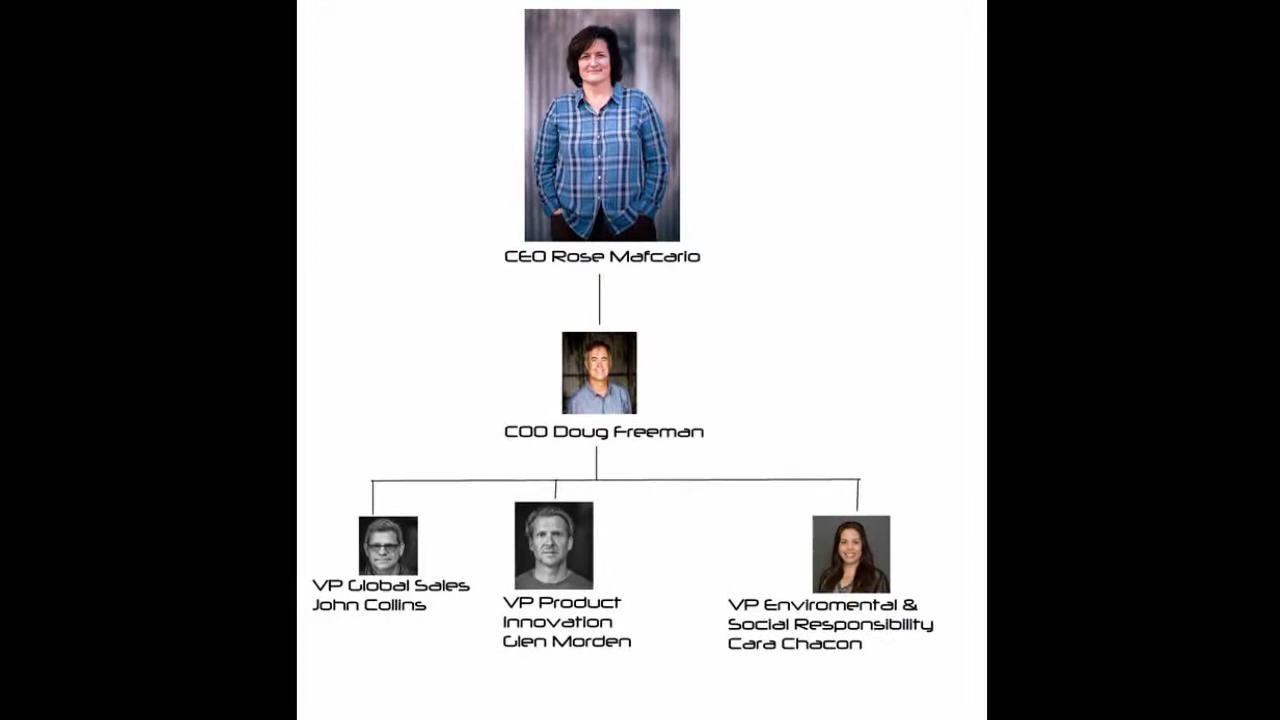 CEO Rose Mafcario
COO Doug Freeman
VP Global Sales
John Collins
VP Product
Innovation
Glen Morden
VP Enviromental &
Social Responsibility
Cara Chacon